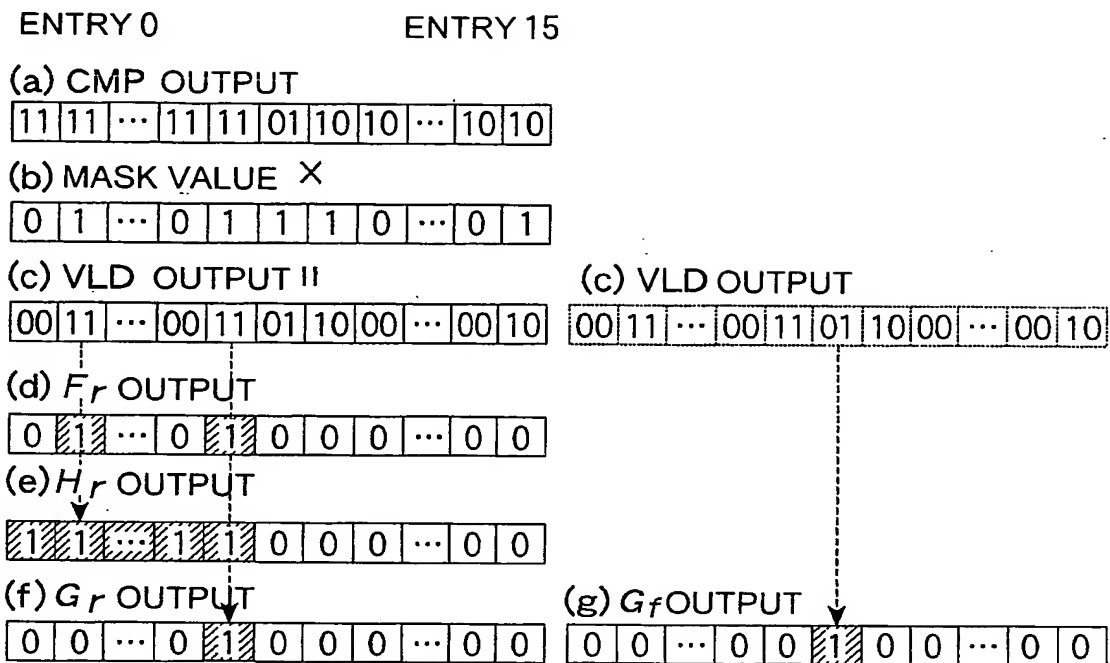 ENTRY 0 ENTRY 15
(a) CMP OUTPUT
11 11 ··· 11 11 01 10 10 ··· 10 10
(b) MASK VALUE ×
0 1 ··· 0 1 1 1 0 ··· 0 1
(c) VLD OUTPUT II (c) VLD OUTPUT
00 11 ··· 00 11 01 10 00 ··· 00 10 00 11 ··· 00 11 01 10 00 ··· 00 10
(d) Fr OUTPUT
0 1 ··· 0 1 0 0 0 ··· 0 0
(e) Hr OUTPUT
1 1 ··· 1 1 0 0 0 ··· 0 0
(f) Gr OUTPUT (g) Gf OUTPUT
0 0 ··· 0 1 0 0 0 ··· 0 0 0 0 ··· 0 0 1 0 0 ··· 0 0